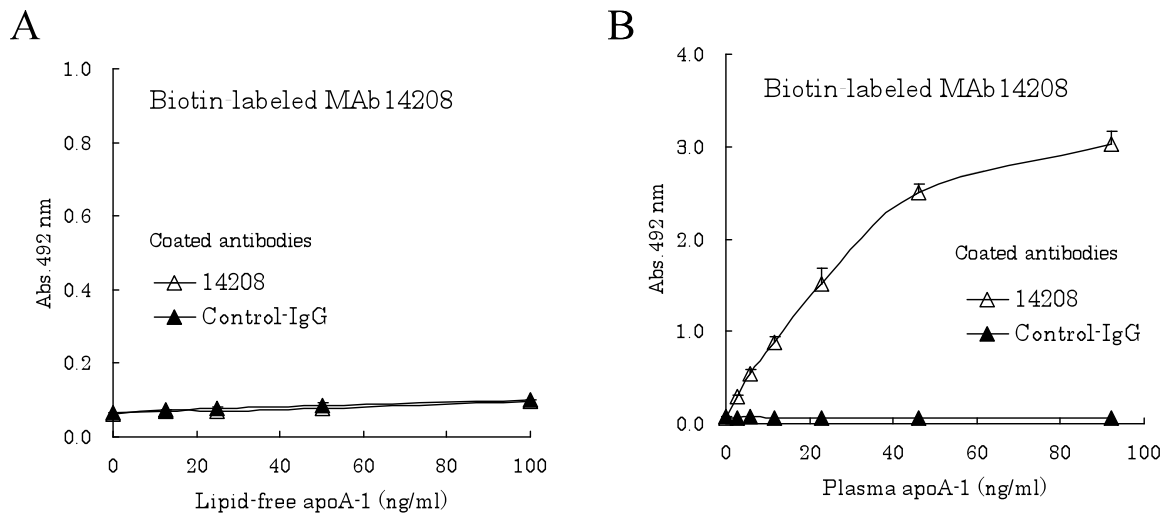 A
Biotin-labeled MAb14208
1.0
0.8
0.6
0.4
0.2
0.0
Abs.492 nm
Coated antibodies
14208
Control-IgG
0
20
40
60
80
100
Lipid-free apoA-1 (ng/ml)
B
Biotin-labeled MAb14208
4.0
3.0
2.0
1.0
0.0
Abs.492 nm
Coated antibodies
14208
Control-IgG
0
20
40
60
80
100
Plasma apoA-1 (ng/ml)